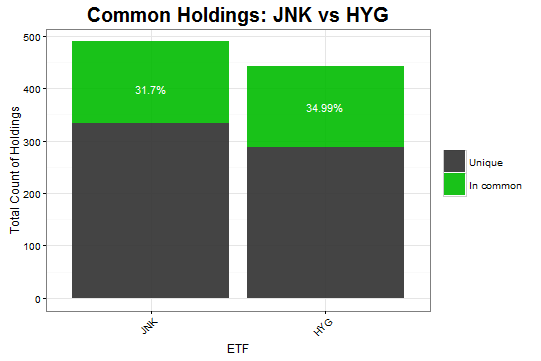 Common Holdings: JNK vs HYG
Total Count of Holdings
500
400
300
200
100
0
31.7%
34.99%
JNK
HYG
ETF
Unique
In common